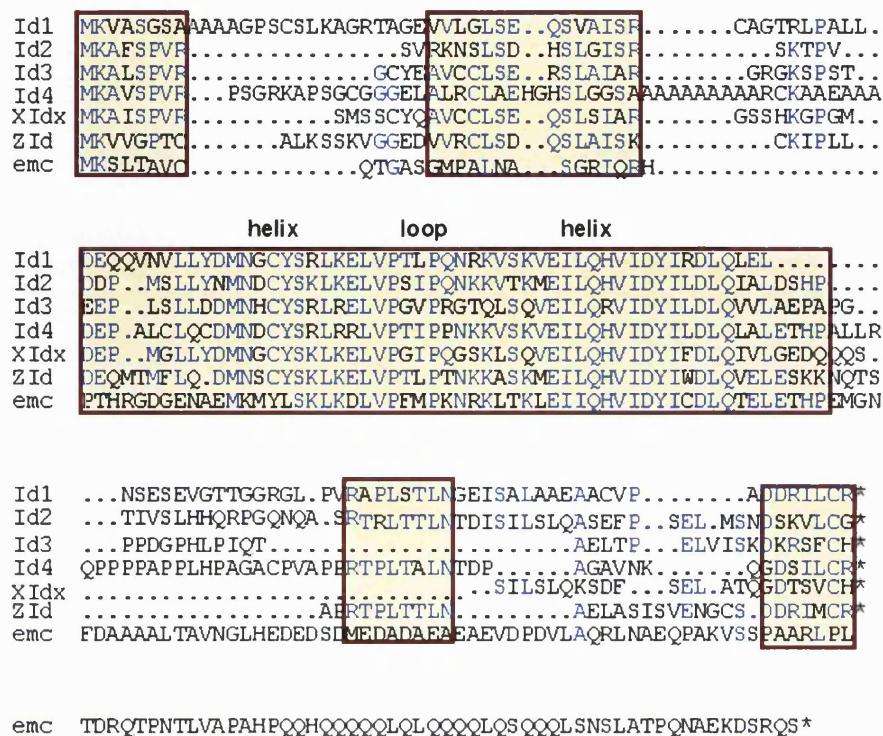 Id1 MKVASGSAAAAAGPSCSLKAGRTAGEVVLGLSE..QSVAISR........CAGTRLPALL.
Id2 MKAFSPVR................SVRKNSLSD..HSLGISR...........SKTPV...
Id3 MKALSPVR..............GCYEAVCCLSE..RSLAIAR.........GRGKSPST..
Id4 MKAVSPVR...PSGRKAPSGCGGGELALRCLAEHGHSLGGSAAAAAAAAAARCKAAEAAA
XIdx MKAISPVR...........SMSSCYQAVCCLSE..QSLSIAR........GSSHKGPGM.
ZId MKVVGPTC.......ALKSSKVGGEDVVRCLSD..QSLAISK..........CKIPLL..
emc MKSLTAVC.............QTGASGMPALNA...SGRIQRH.................
helix loop helix
Id1 DEQQVNVLLYDMNGCYSRLKELVPTLPQNRKVSKVEILQHVIDYIRDLQLEL........
Id2 DDP..MSLLYNMNDCYSKLKELVPSIPQNKKVTKMEILQHVIDYILDLQIALDSHP....
Id3 EEP..LSLLDDMNHCYSRLRELVPGVPRGTQLSQVEILQRVIDYILDLQVVLAEPAPG..
Id4 DEP..ALCLQCDMNDCYSRLRRLVPTIPPNKKVSKVEILQHVIDYILDLQLALETHPALLR
XIdx DEP..MGLLYDMNGCYSKLKELVPGIPQGSKLSQVEILQHVIDYIFDLQIVLGEDQQQS.
ZId DEQMTMFLQ.DMNSCYSKLKELVPTLPTNKKASKMEILQHVIDYIWDLQVELESKKNQTS
emc PTHRGDGENAEMKMYLSKLKDLVPFMPKNRKLTKLEIIQHVIDYICDLQTELETHPEMGN
Id1 ...NSESEVGTTGGRGL.PVRAPLSTLNGEISALAAEAACVP........ADDRILCR*
Id2 ...TIVSLHHQRPGQNQA.SRTRLTTLNTDISILSLQASEFP..SEL.MSNDSKVLCG*
Id3 ...PPDGPHLPIQT.......................AELTP...ELVISKDKRSFCH*
Id4 QPPPPAPPLHPAGACPVAPPRTPLTALNTDP......AGAVNK.......QGDSILCR*
XIdx .............................SILSLQKSDF...SEL.ATQGDTSVCH*
ZId ....................AERTPLTTLN.........AELASISVENGCS.DDRIMCR*
emc FDAAAALTAVNGLHEDEDSDMEDADAEAEAEVDPDVLAQRLNAEQPAKVSSPAARLPL
emc TDRQTPNTLVAPAHPQQHQQQQQLQLQQQQLQSQQQLSNSLATPQNAEKDSRQS*